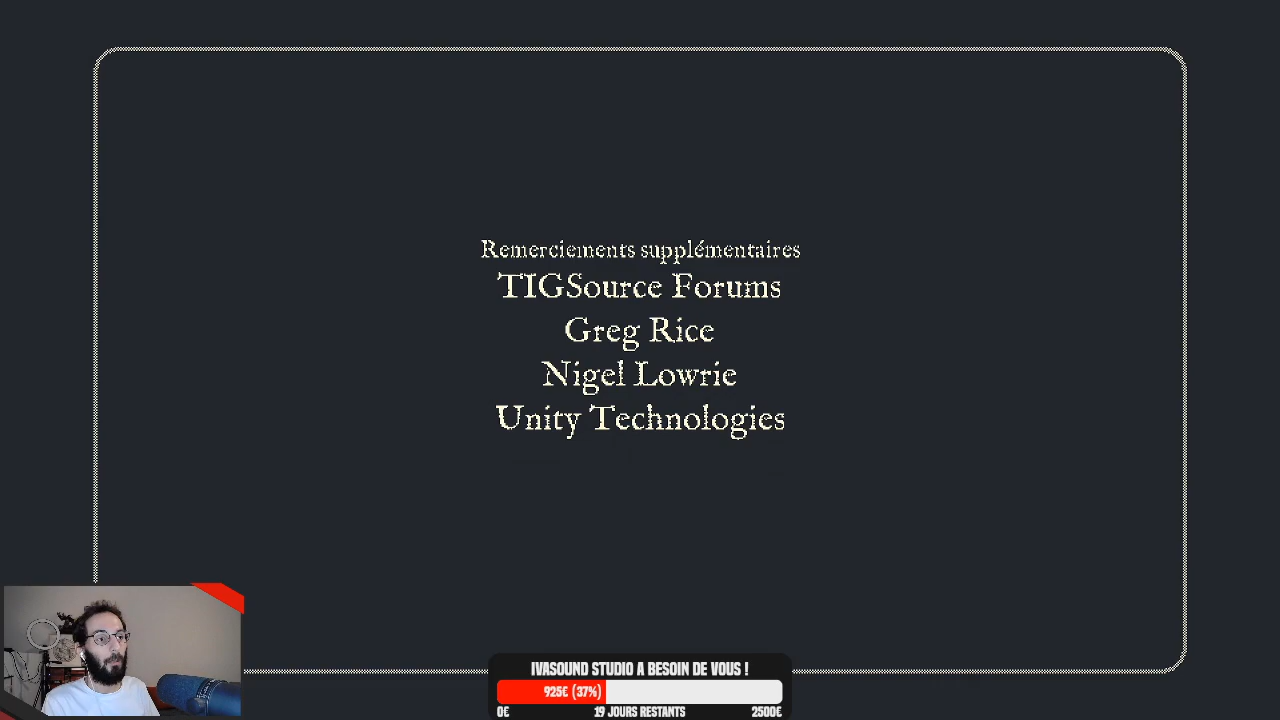 Remerciements supplémentaires
TIGSource Forums
Greg Rice
Nigel Lowrie
Unity Technologies
IVASOUND STUDIO A BESOIN DE VOUS !
925€ (37%)
0€ 19 JOURS RESTANTS 2500€